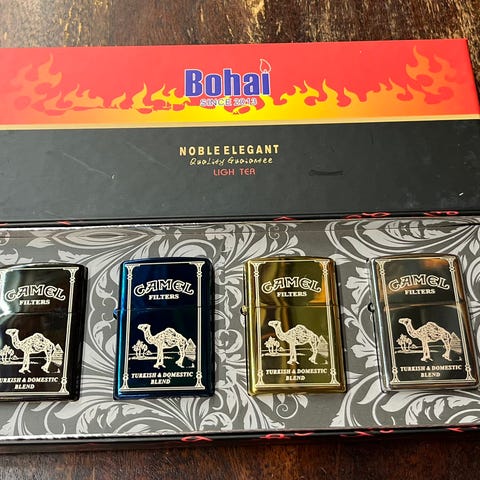 Bohai
SINCE 2013
NOBLE ELEGANT
Quality Guaiantee
LIGH TER
CAMEL
FILTERS
TURKISH & DOMESTIC
BLEND
CAMEL
FILTERS
TURKISH & DOMESTIC
BLEND
CAMEL
FILTERS
TURKISH & DOMESTIC
BLEND
CAMEL
FILTERS
TURKISH & DOMESTIC
BLEND